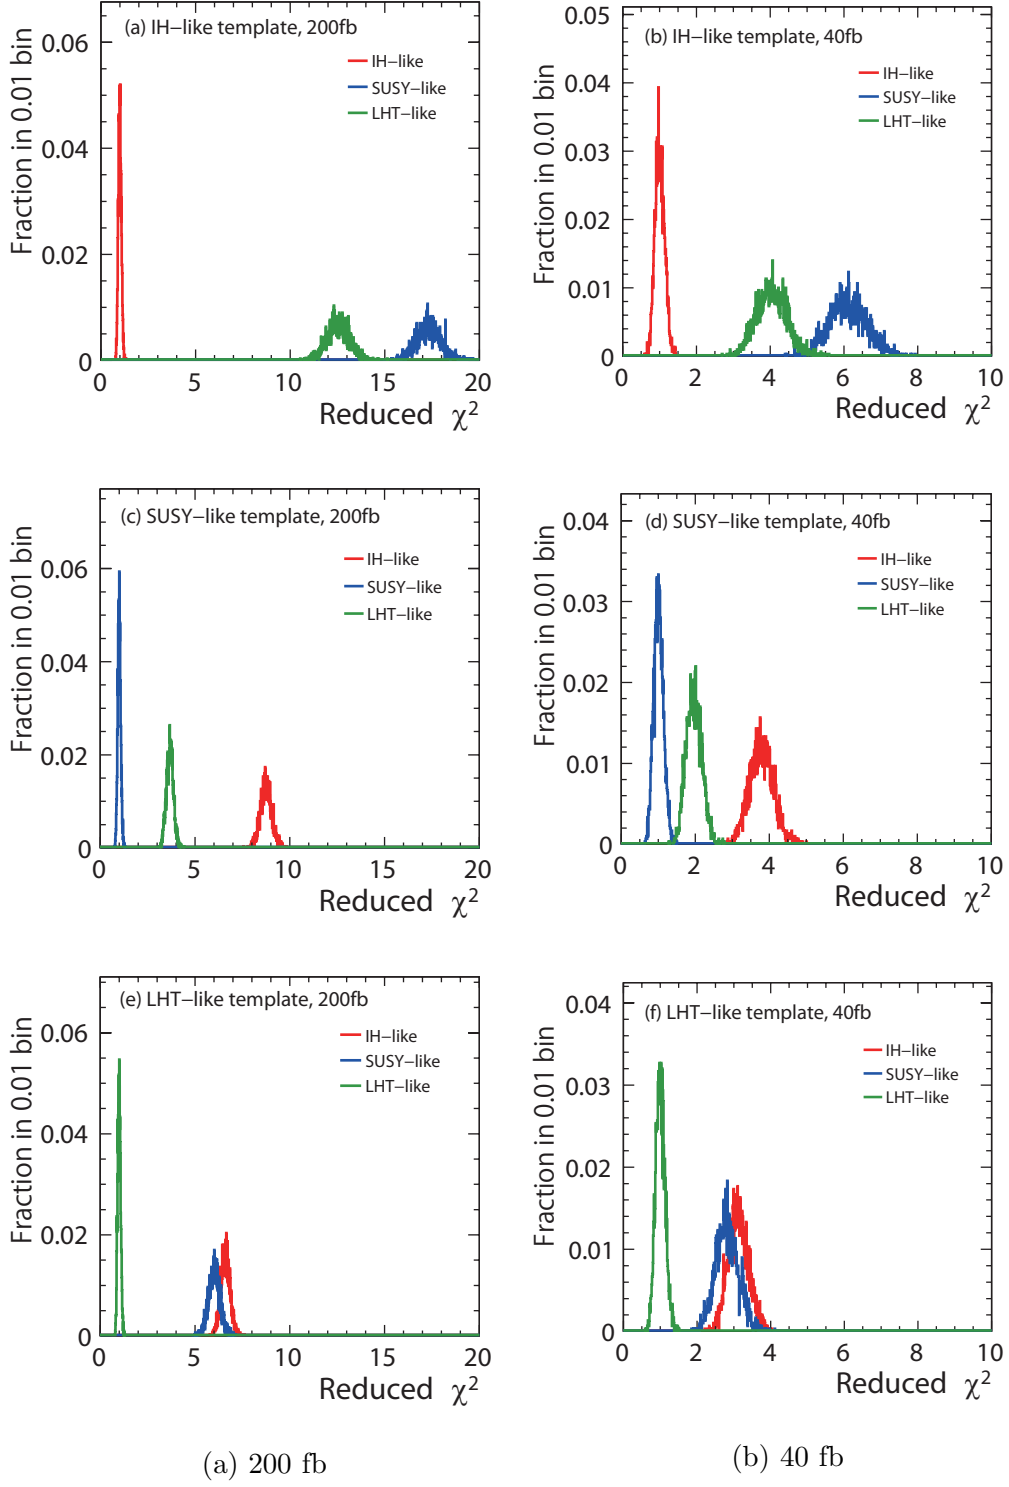 (a) IH−like template, 200fb
IH−like
SUSY−like
LHT−like
Fraction in 0.01 bin
0.06
0.04
0.02
0
0 5 10 15 20
Reduced χ²
(b) IH−like template, 40fb
IH−like
SUSY−like
LHT−like
Fraction in 0.01 bin
0.05
0.04
0.03
0.02
0.01
0
0 2 4 6 8 10
Reduced χ²
(c) SUSY−like template, 200fb
IH−like
SUSY−like
LHT−like
Fraction in 0.01 bin
0.06
0.04
0.02
0
0 5 10 15 20
Reduced χ²
(d) SUSY−like template, 40fb
IH−like
SUSY−like
LHT−like
Fraction in 0.01 bin
0.04
0.03
0.02
0.01
0
0 2 4 6 8 10
Reduced χ²
(e) LHT−like template, 200fb
IH−like
SUSY−like
LHT−like
Fraction in 0.01 bin
0.06
0.04
0.02
0
0 5 10 15 20
Reduced χ²
(f) LHT−like template, 40fb
IH−like
SUSY−like
LHT−like
Fraction in 0.01 bin
0.04
0.03
0.02
0.01
0
0 2 4 6 8 10
Reduced χ²
(a) 200 fb
(b) 40 fb